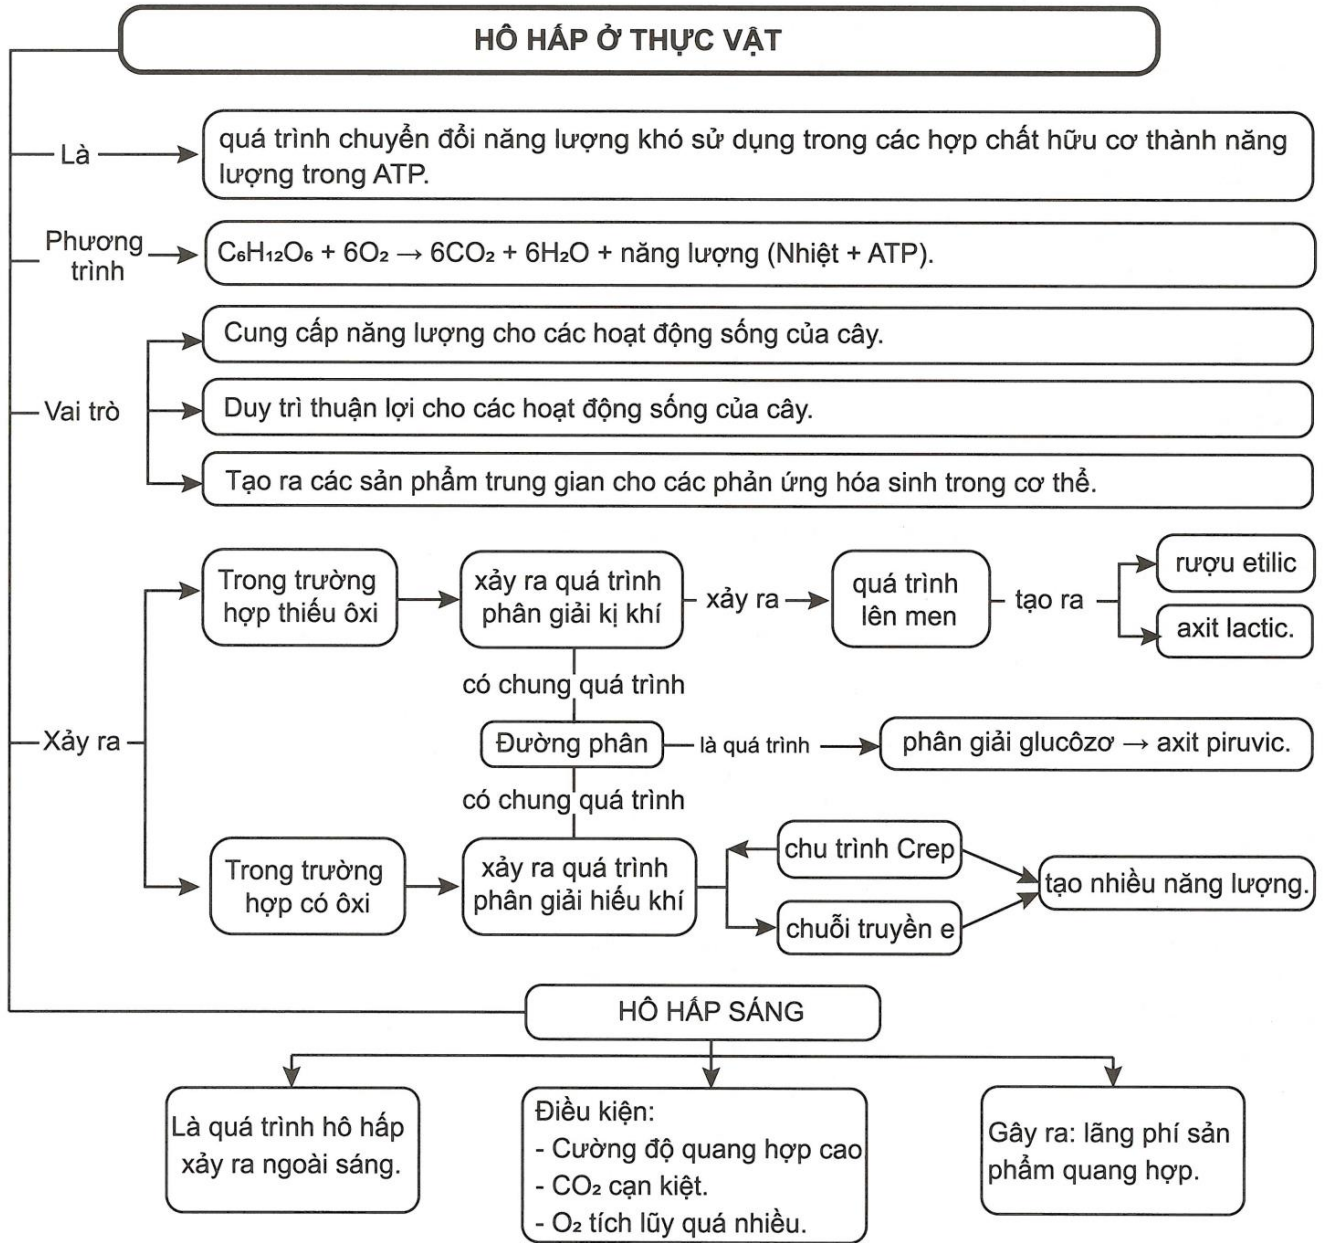 HÔ HẤP Ở THỰC VẬT
Là
quá trình chuyển đổi năng lượng khó sử dụng trong các hợp chất hữu cơ thành năng
lượng trong ATP.
Phương
trình
C₆H₁₂O₆ + 6O₂ → 6CO₂ + 6H₂O + năng lượng (Nhiệt + ATP).
Vai trò
Cung cấp năng lượng cho các hoạt động sống của cây.
Duy trì thuận lợi cho các hoạt động sống của cây.
Tạo ra các sản phẩm trung gian cho các phản ứng hóa sinh trong cơ thể.
Xảy ra
Trong trường
hợp thiếu ôxi
xảy ra quá trình
phân giải kị khí
xảy ra
quá trình
lên men
tạo ra
rượu etilic
axit lactic.
có chung quá trình
Đường phân
là quá trình
phân giải glucôzơ → axit piruvic.
có chung quá trình
Trong trường
hợp có ôxi
xảy ra quá trình
phân giải hiếu khí
chu trình Crep
chuỗi truyền e
tạo nhiều năng lượng.
HÔ HẤP SÁNG
Là quá trình hô hấp
xảy ra ngoài sáng.
Điều kiện:
- Cường độ quang hợp cao
- CO₂ cạn kiệt.
- O₂ tích lũy quá nhiều.
Gây ra: lãng phí sản
phẩm quang hợp.